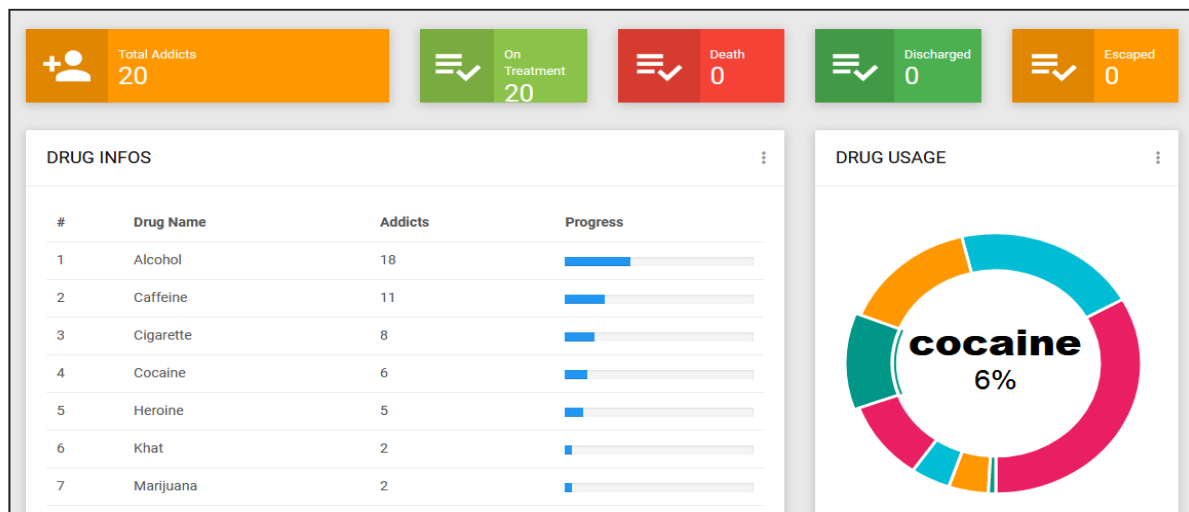 Total Addicts
20
On
Treatment
20
Death
0
Discharged
0
Escaped
0
DRUG INFOS
# Drug Name Addicts Progress
1 Alcohol 18
2 Caffeine 11
3 Cigarette 8
4 Cocaine 6
5 Heroine 5
6 Khat 2
7 Marijuana 2
DRUG USAGE
cocaine
6%